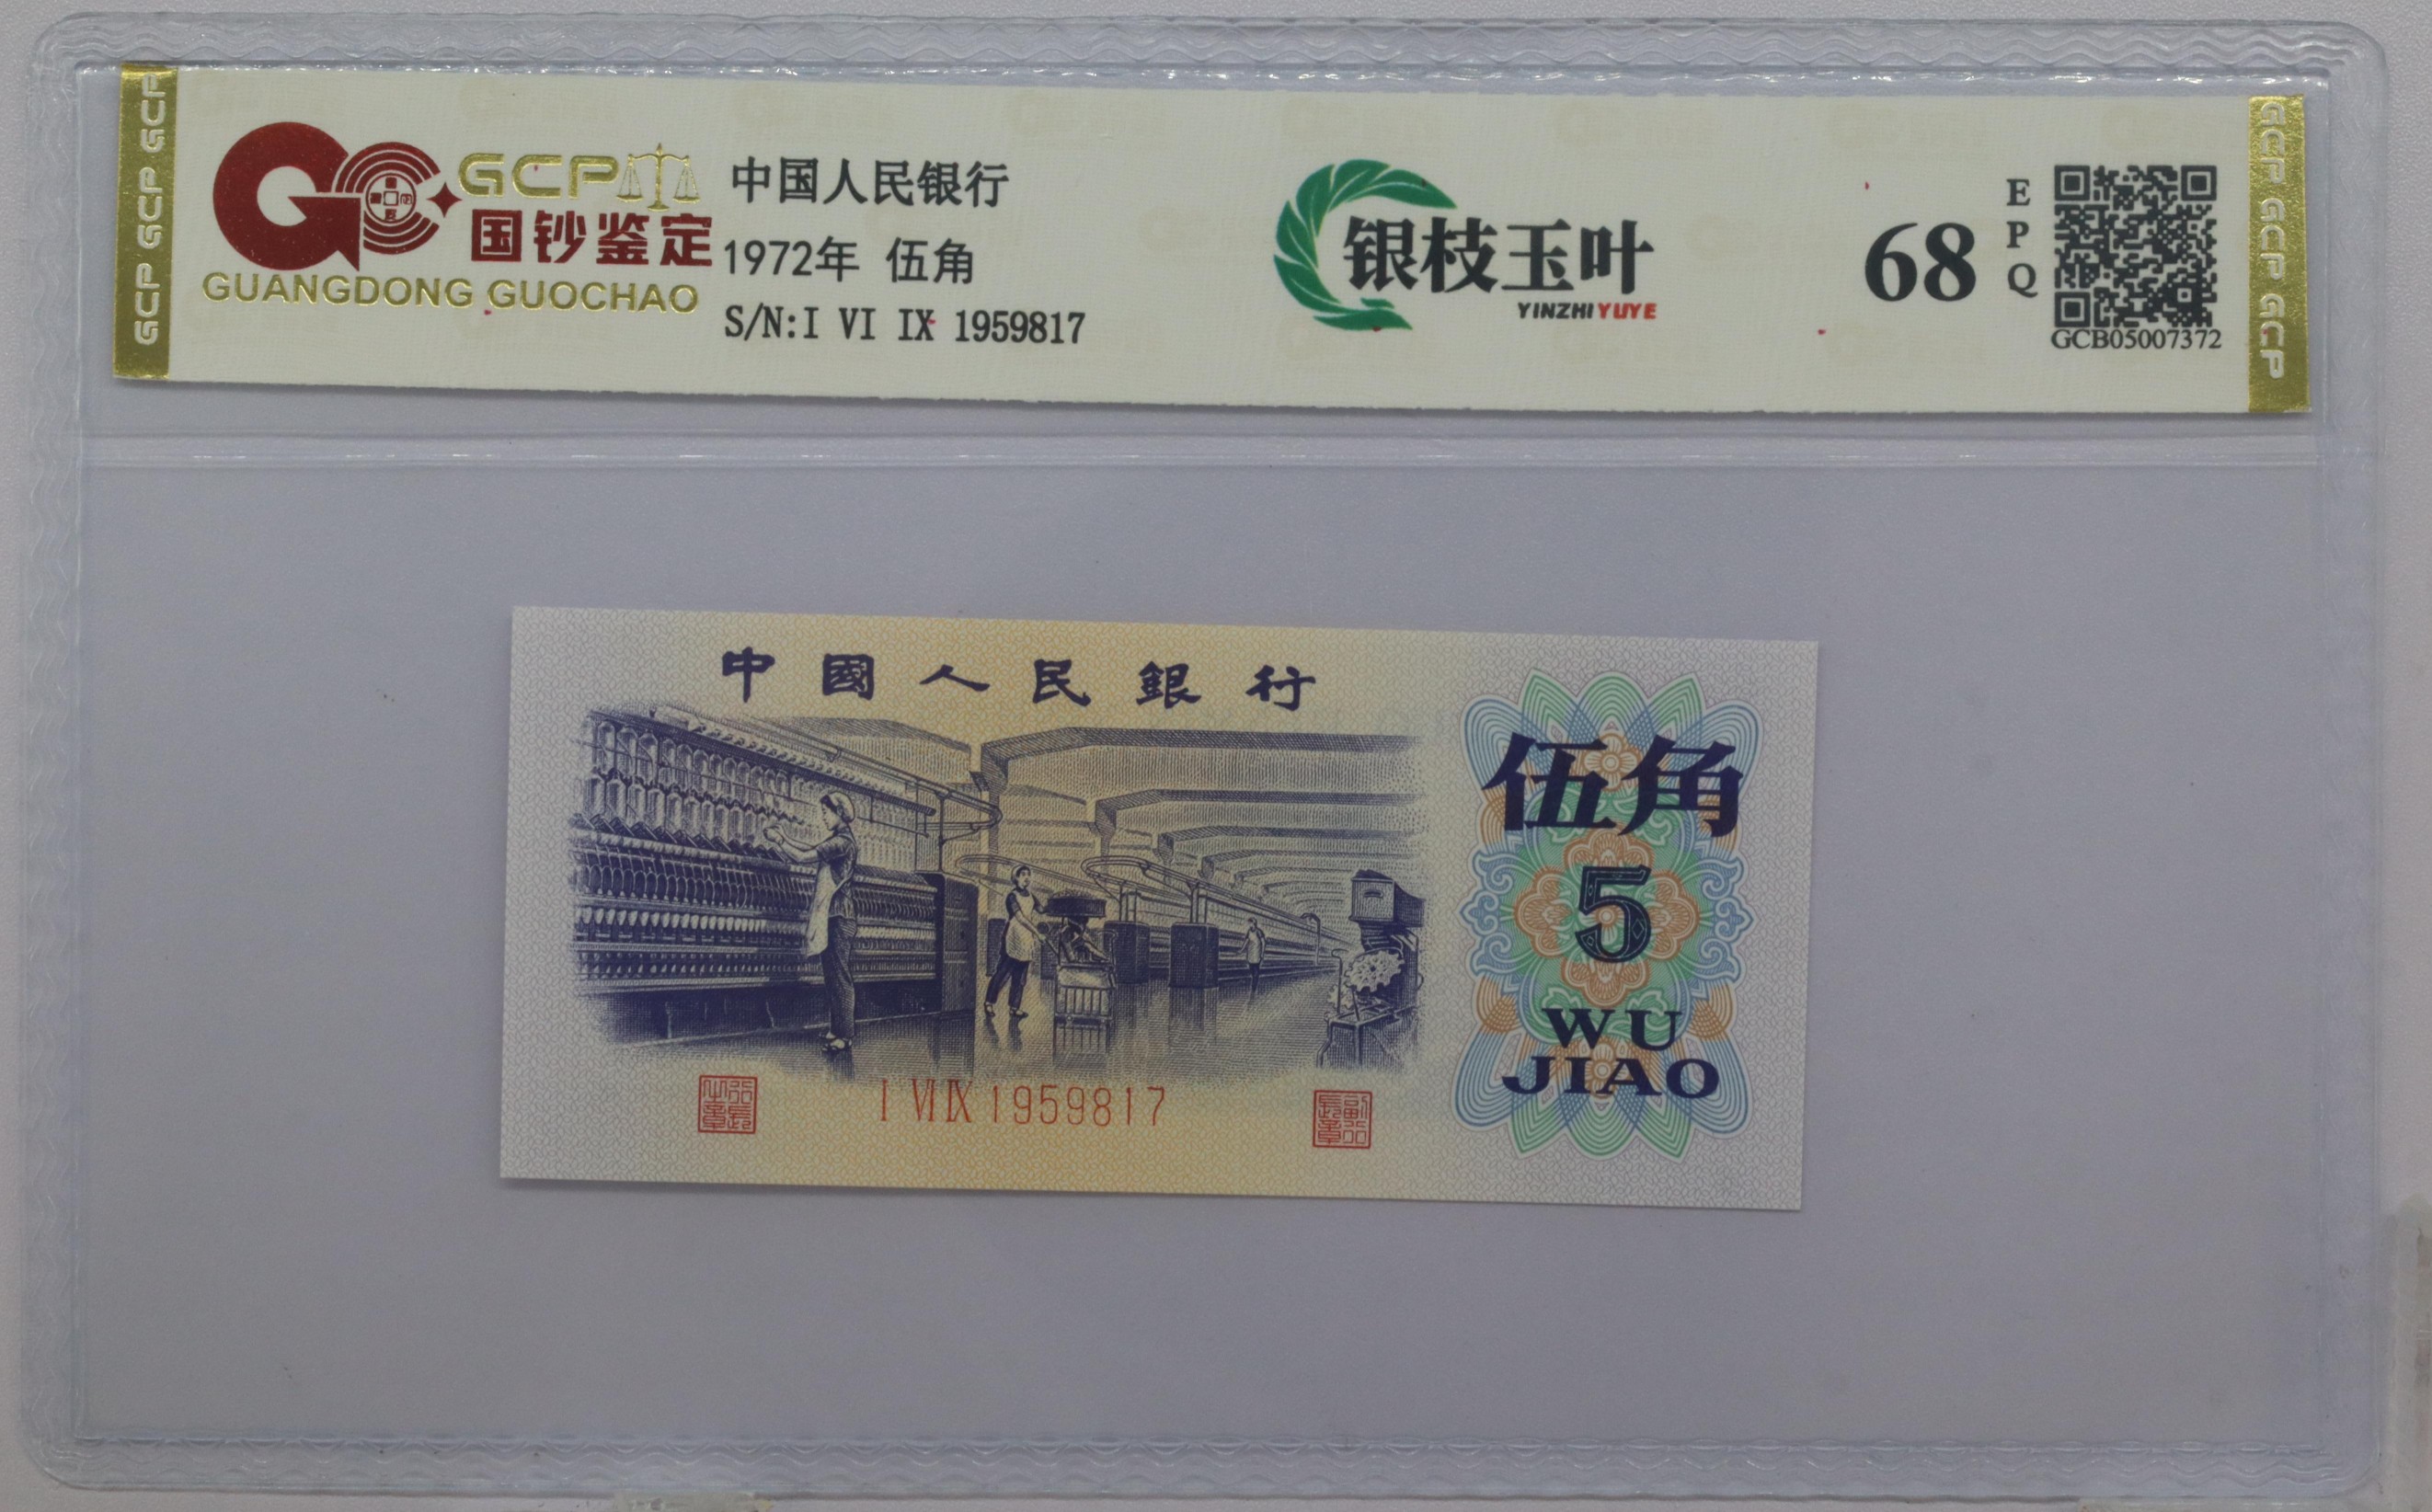 GCP GCP GCP
GCP
国钞鉴定
GUANGDONG GUOCHAO
中国人民银行
1972年 伍角
S/N:I VI IX 1959817
银枝玉叶
YINZHIYUYE
68
EPQ
GCB05007372
GCP GCP GCP
中國人民銀行
伍角
5
WU
JIAO
I VI IX 1959817